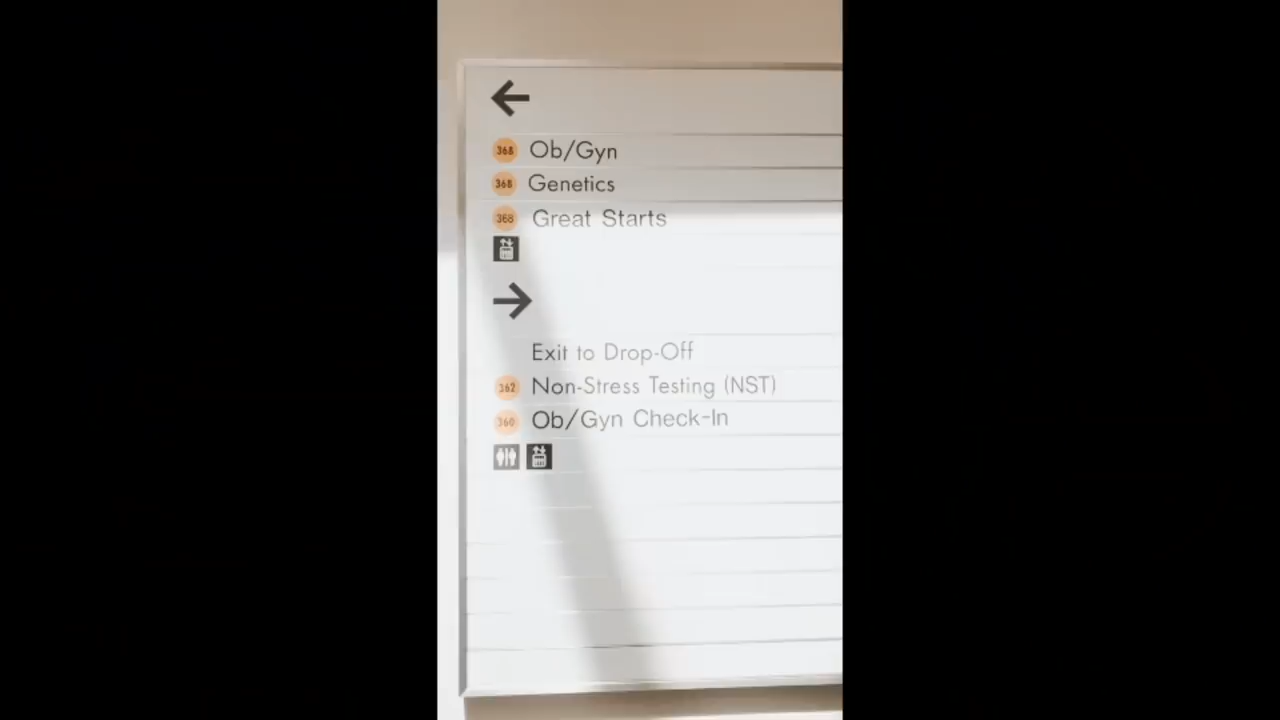 ←
368 Ob/Gyn
368 Genetics
368 Great Starts
→
Exit to Drop-Off
362 Non-Stress Testing (NST)
360 Ob/Gyn Check-In